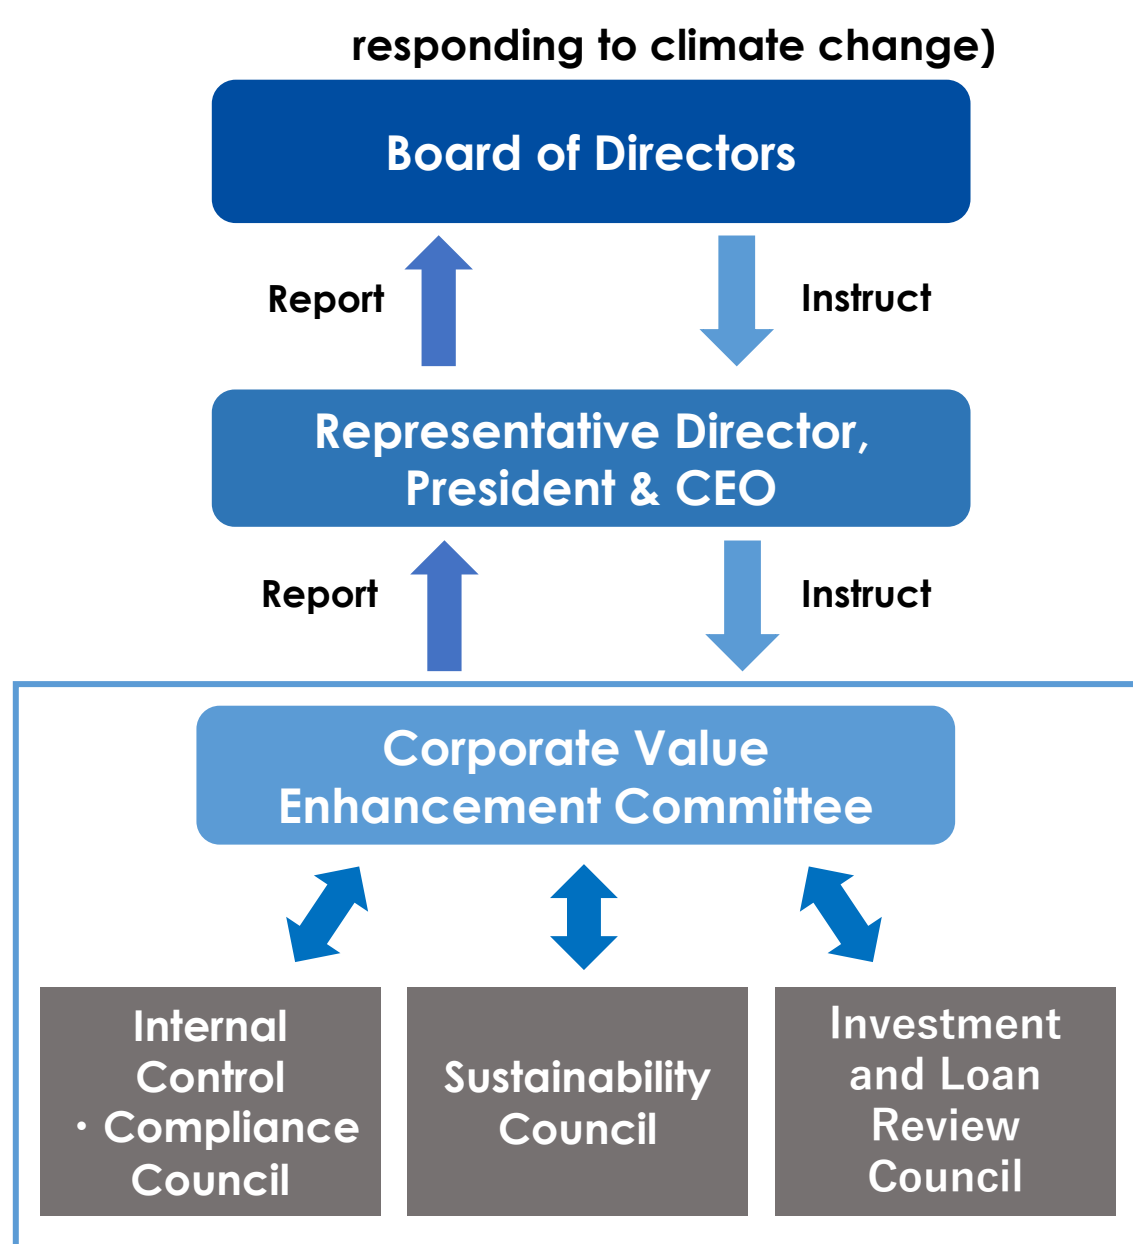 responding to climate change)
Board of Directors
Report
Instruct
Representative Director,
President & CEO
Report
Instruct
Corporate Value
Enhancement Committee
Internal
Control
・Compliance
Council
Sustainability
Council
Investment
and Loan
Review
Council